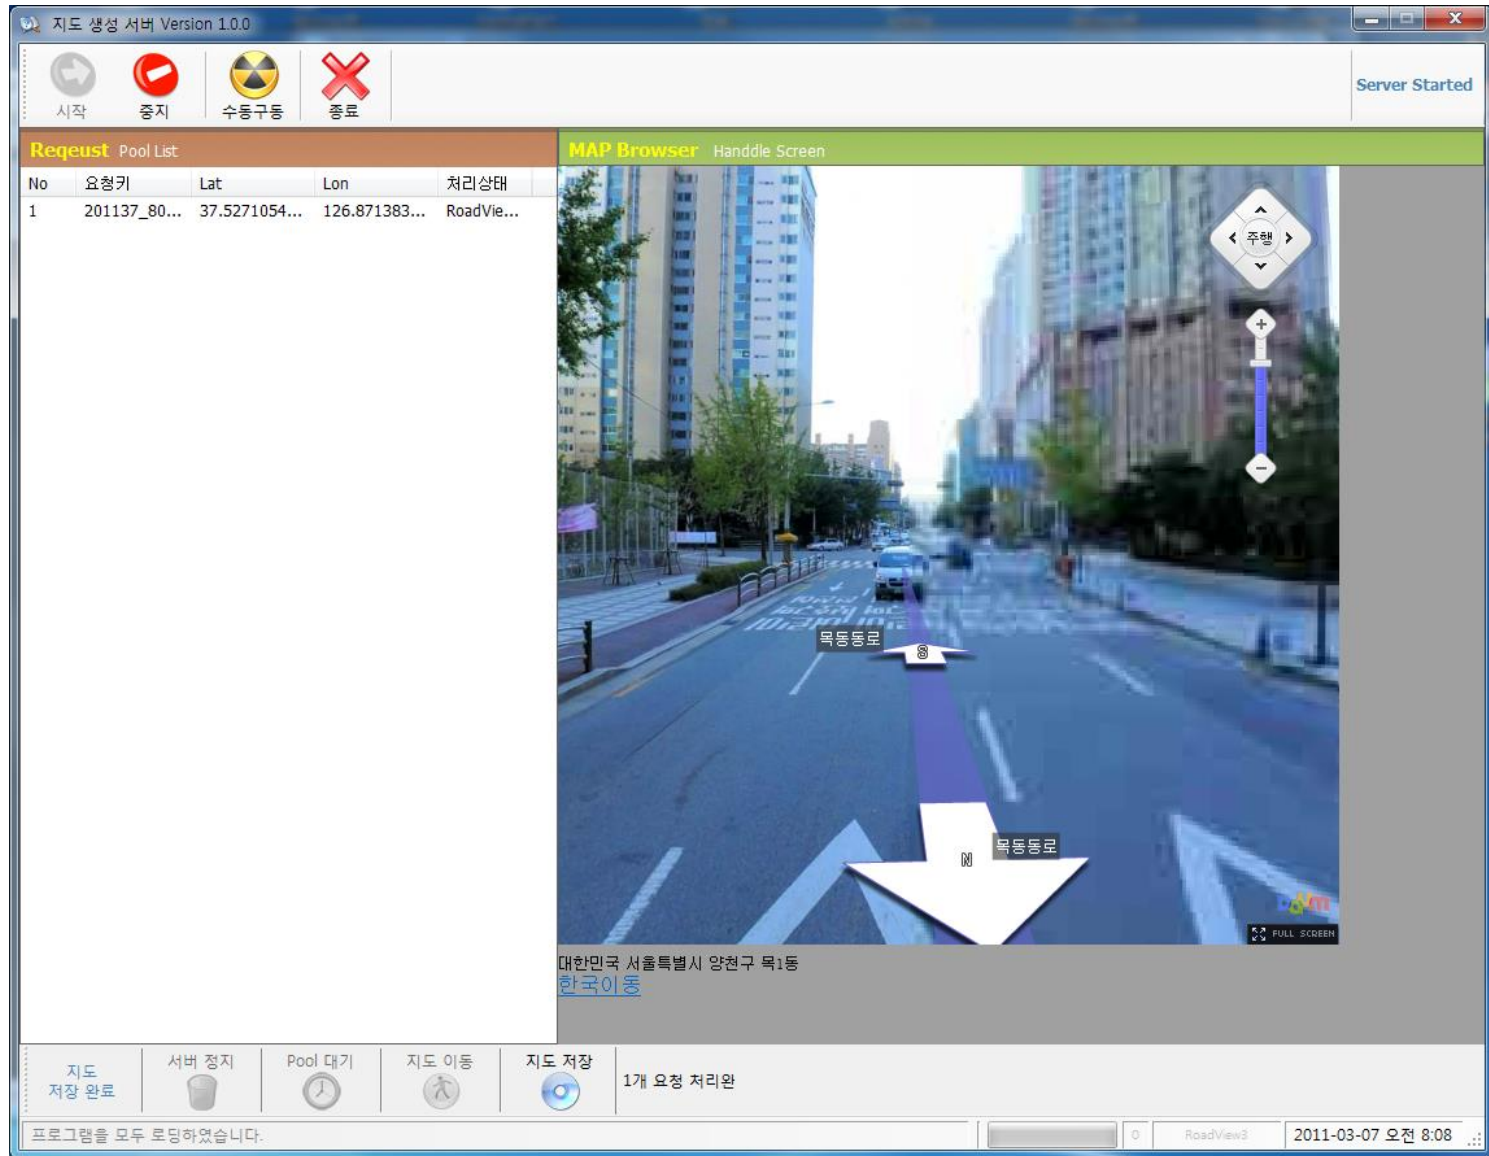 지도 생성 서버 Version 1.0.0
시작
중지
수동구동
종료
Server Started
Reqeust Pool List
No 요청키 Lat Lon 처리상태
1 201137_80... 37.5271054... 126.871383... RoadVie...
MAP Browser Handdle Screen
주행
목동동로
S
목동동로
N
Daum
FULL SCREEN
대한민국 서울특별시 양천구 목1동
한국이동
지도
저장 완료
서버 정지
Pool 대기
지도 이동
지도 저장
1개 요청 처리완
프로그램을 모두 로딩하였습니다.
0
RoadView3
2011-03-07 오전 8:08